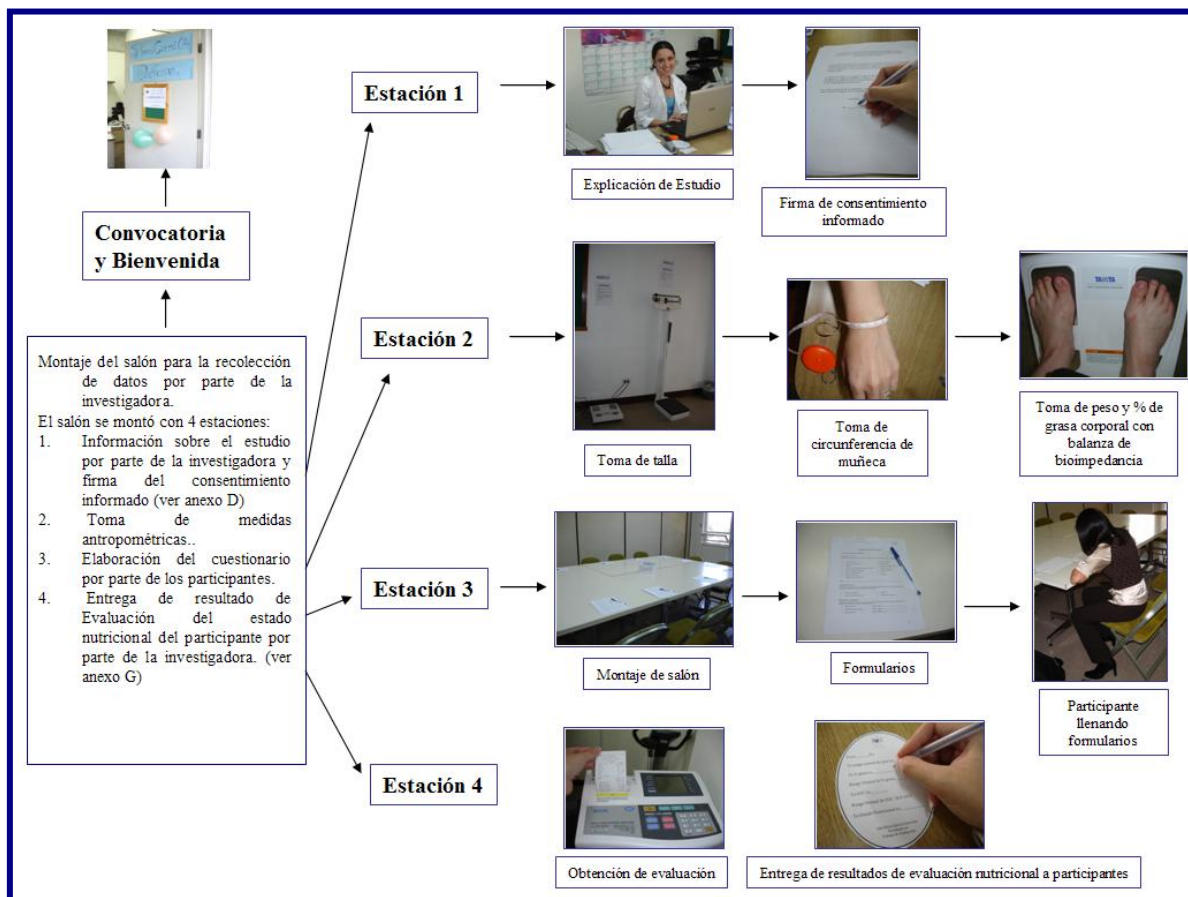 Convocatoria
y Bienvenida
Montaje del salón para la recolección
de datos por parte de la
investigadora.
El salón se montó con 4 estaciones:
1. Información sobre el estudio
por parte de la investigadora y
firma del consentimiento
informado (ver anexo D)
2. Toma de medidas
antropométricas..
3. Elaboración del cuestionario
por parte de los participantes.
4. Entrega de resultado de
Evaluación del estado
nutricional del participante por
parte de la investigadora. (ver
anexo G)
Estación 1
Explicación de Estudio
Firma de consentimiento
informado
Estación 2
Toma de talla
Toma de
circunferencia de
muñeca
TANITA
Toma de peso y % de
grasa corporal con
balanza de
bioimpedancia
Estación 3
Montaje de salón
Formularios
Participante
llenando
formularios
Estación 4
Obtención de evaluación
Entrega de resultados de evaluación nutricional a participantes